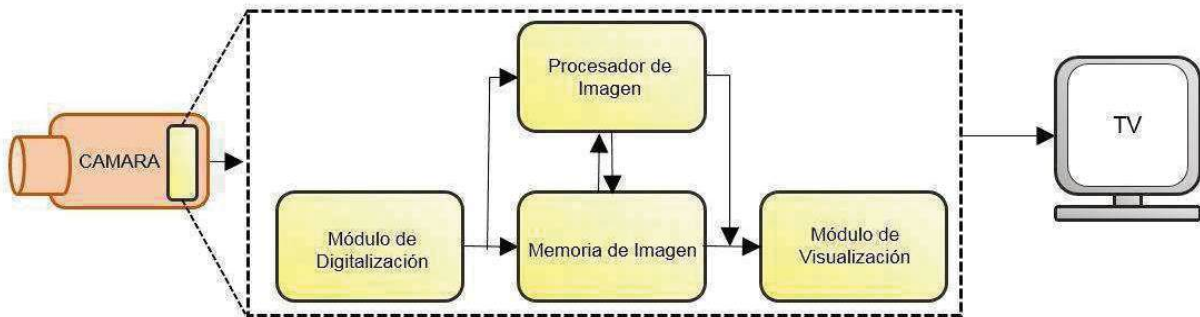 CAMARA
Procesador de
Imagen
Módulo de
Digitalización
Memoria de Imagen
Módulo de
Visualización
TV